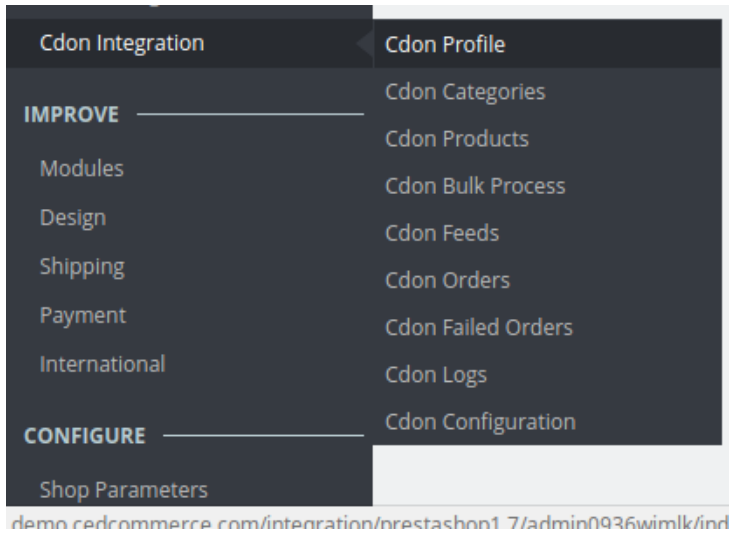 Cdon Integration
Cdon Profile
Cdon Categories
Cdon Products
Cdon Bulk Process
Cdon Feeds
Cdon Orders
Cdon Failed Orders
Cdon Logs
Cdon Configuration
IMPROVE
Modules
Design
Shipping
Payment
International
CONFIGURE
Shop Parameters
demo.cedcommerce.com/integration/prestashop1.7/admin0936wimlk/ind